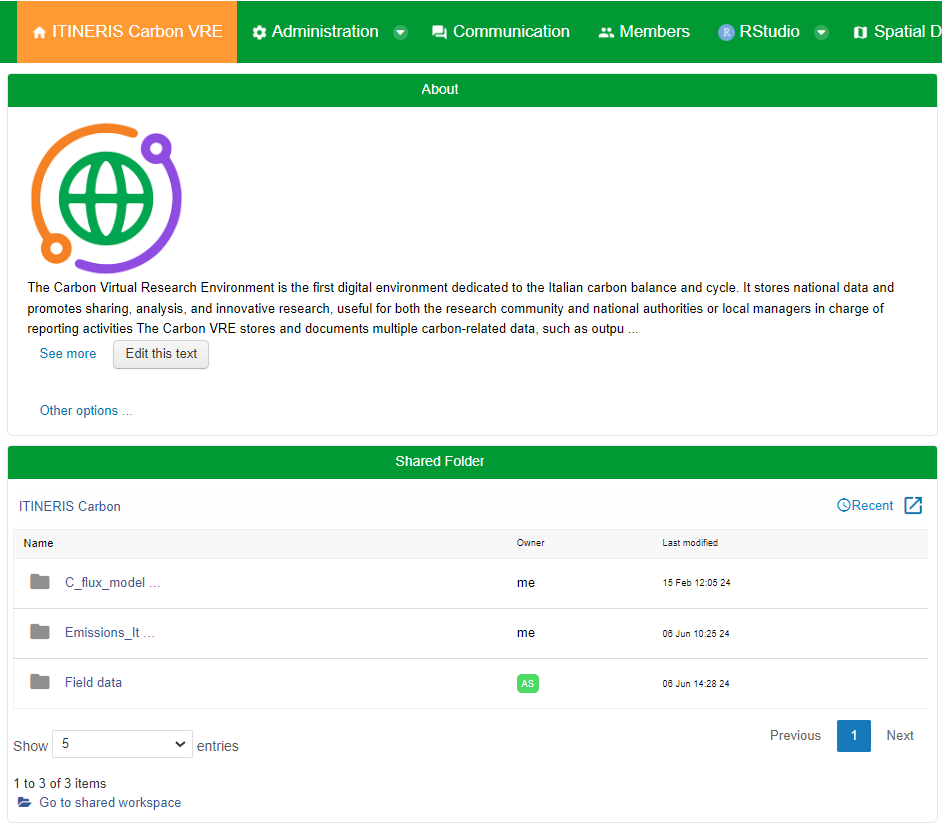 ITINERIS Carbon VRE Administration Communication Members R RStudio Spatial D
About
The Carbon Virtual Research Environment is the first digital environment dedicated to the Italian carbon balance and cycle. It stores national data and
promotes sharing, analysis, and innovative research, useful for both the research community and national authorities or local managers in charge of
reporting activities The Carbon VRE stores and documents multiple carbon-related data, such as outpu ...
See more Edit this text
Other options ...
Shared Folder
ITINERIS Carbon Recent
Name Owner Last modified
C_flux_model ... me 15 Feb 12:05 24
Emissions_It ... me 06 Jun 10:25 24
Field data AS 06 Jun 14:28 24
Previous 1 Next
Show 5 entries
1 to 3 of 3 items
Go to shared workspace